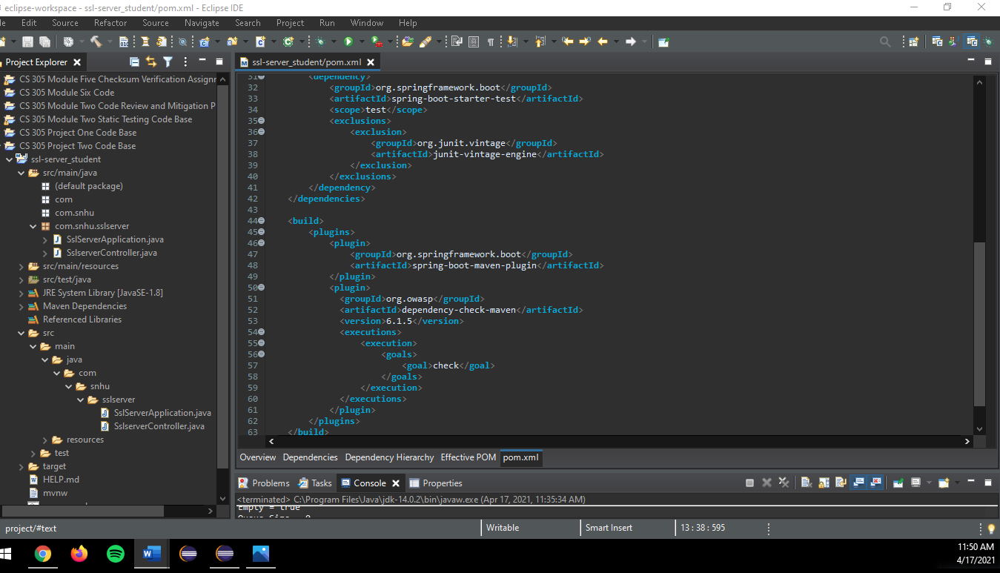 eclipse-workspace - ssl-server_student/pom.xml - Eclipse IDE
Edit Source Refactor Source Navigate Search Project Run Window Help
Project Explorer
ssl-server_student/pom.xml
CS 305 Module Five Checksum Verification Assignr
CS 305 Module Six Code
CS 305 Module Two Code Review and Mitigation P
CS 305 Module Two Static Testing Code Base
CS 305 Project One Code Base
CS 305 Project Two Code Base
ssl-server_student
src/main/java
(default package)
com
com.snhu
com.snhu.sslserver
SslServerApplication.java
SslserverController.java
src/main/resources
src/test/java
JRE System Library [JavaSE-1.8]
Maven Dependencies
Referenced Libraries
src
main
java
com
snhu
sslserver
SslServerApplication.java
SslserverController.java
resources
test
target
HELP.md
mvnw
31 <dependency>
32 <groupId>org.springframework.boot</groupId>
33 <artifactId>spring-boot-starter-test</artifactId>
34 <scope>test</scope>
35 <exclusions>
36 <exclusion>
37 <groupId>org.junit.vintage</groupId>
38 <artifactId>junit-vintage-engine</artifactId>
39 </exclusion>
40 </exclusions>
41 </dependency>
42 </dependencies>
43
44 <build>
45 <plugins>
46 <plugin>
47 <groupId>org.springframework.boot</groupId>
48 <artifactId>spring-boot-maven-plugin</artifactId>
49 </plugin>
50 <plugin>
51 <groupId>org.owasp</groupId>
52 <artifactId>dependency-check-maven</artifactId>
53 <version>6.1.5</version>
54 <executions>
55 <execution>
56 <goals>
57 <goal>check</goal>
58 </goals>
59 </execution>
60 </executions>
61 </plugin>
62 </plugins>
63 </build>
Overview Dependencies Dependency Hierarchy Effective POM pom.xml
Problems Tasks Console Properties
<terminated> C:\Program Files\Java\jdk-14.0.2\bin\javaw.exe (Apr 17, 2021, 11:35:34 AM)
Empty = true
project/#text
Writable
Smart Insert
13 : 38 : 595
11:50 AM
4/17/2021